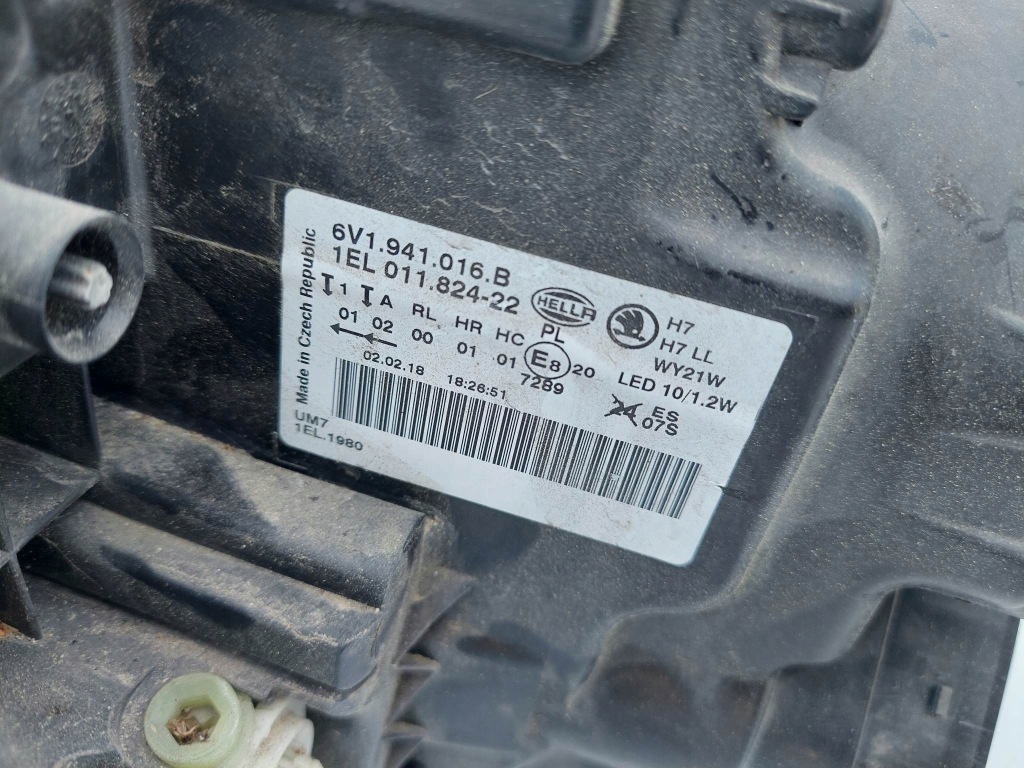 Made in Czech Republic
6V1.941.016.B
1EL 011.824-22
HELLA
1 A RL HR HC PL
01 02 00 01 01 E8 20
7289
02.02.18 18:26:51
H7
H7 LL
WY21W
LED 10/1.2W
ES
07S
UM7
1EL.1980